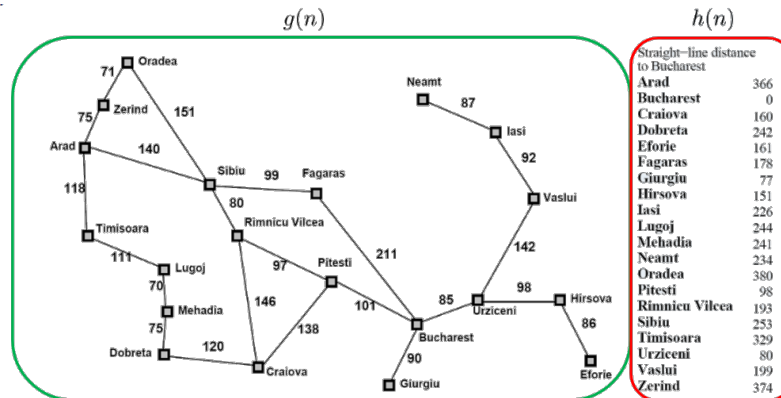 g(n)
h(n)
Oradea
71
Zerind
75
151
Arad
140
118
Sibiu
99
Fagaras
80
Rimnicu Vilcea
Timisoara
111
Lugoj
70
Mehadia
75
Dobreta
120
Craiova
146
97
138
Pitesti
101
211
Bucharest
90
Giurgiu
85
Urziceni
98
Hirsova
86
Eforie
142
Vaslui
92
Iasi
87
Neamt
Straight-line distance
to Bucharest
Arad 366
Bucharest 0
Craiova 160
Dobreta 242
Eforie 161
Fagaras 178
Giurgiu 77
Hirsova 151
Iasi 226
Lugoj 244
Mehadia 241
Neamt 234
Oradea 380
Pitesti 98
Rimnicu Vilcea 193
Sibiu 253
Timisoara 329
Urziceni 80
Vaslui 199
Zerind 374